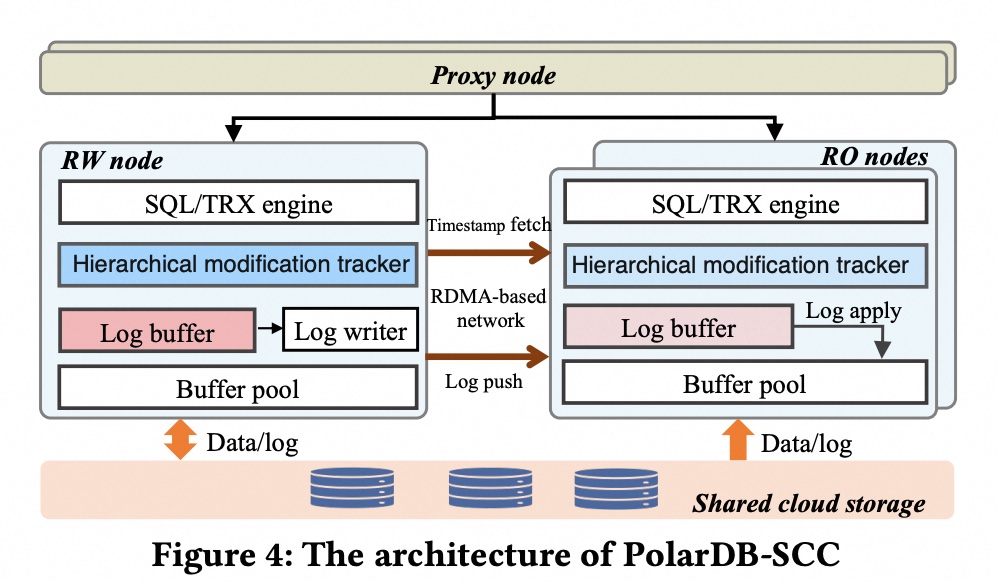 Proxy node
RW node
SQL/TRX engine
Hierarchical modification tracker
Log buffer
Log writer
Buffer pool
Timestamp fetch
RDMA-based
network
Log push
RO nodes
SQL/TRX engine
Hierarchical modification tracker
Log buffer
Log apply
Buffer pool
Data/log
Data/log
Shared cloud storage
Figure 4: The architecture of PolarDB-SCC